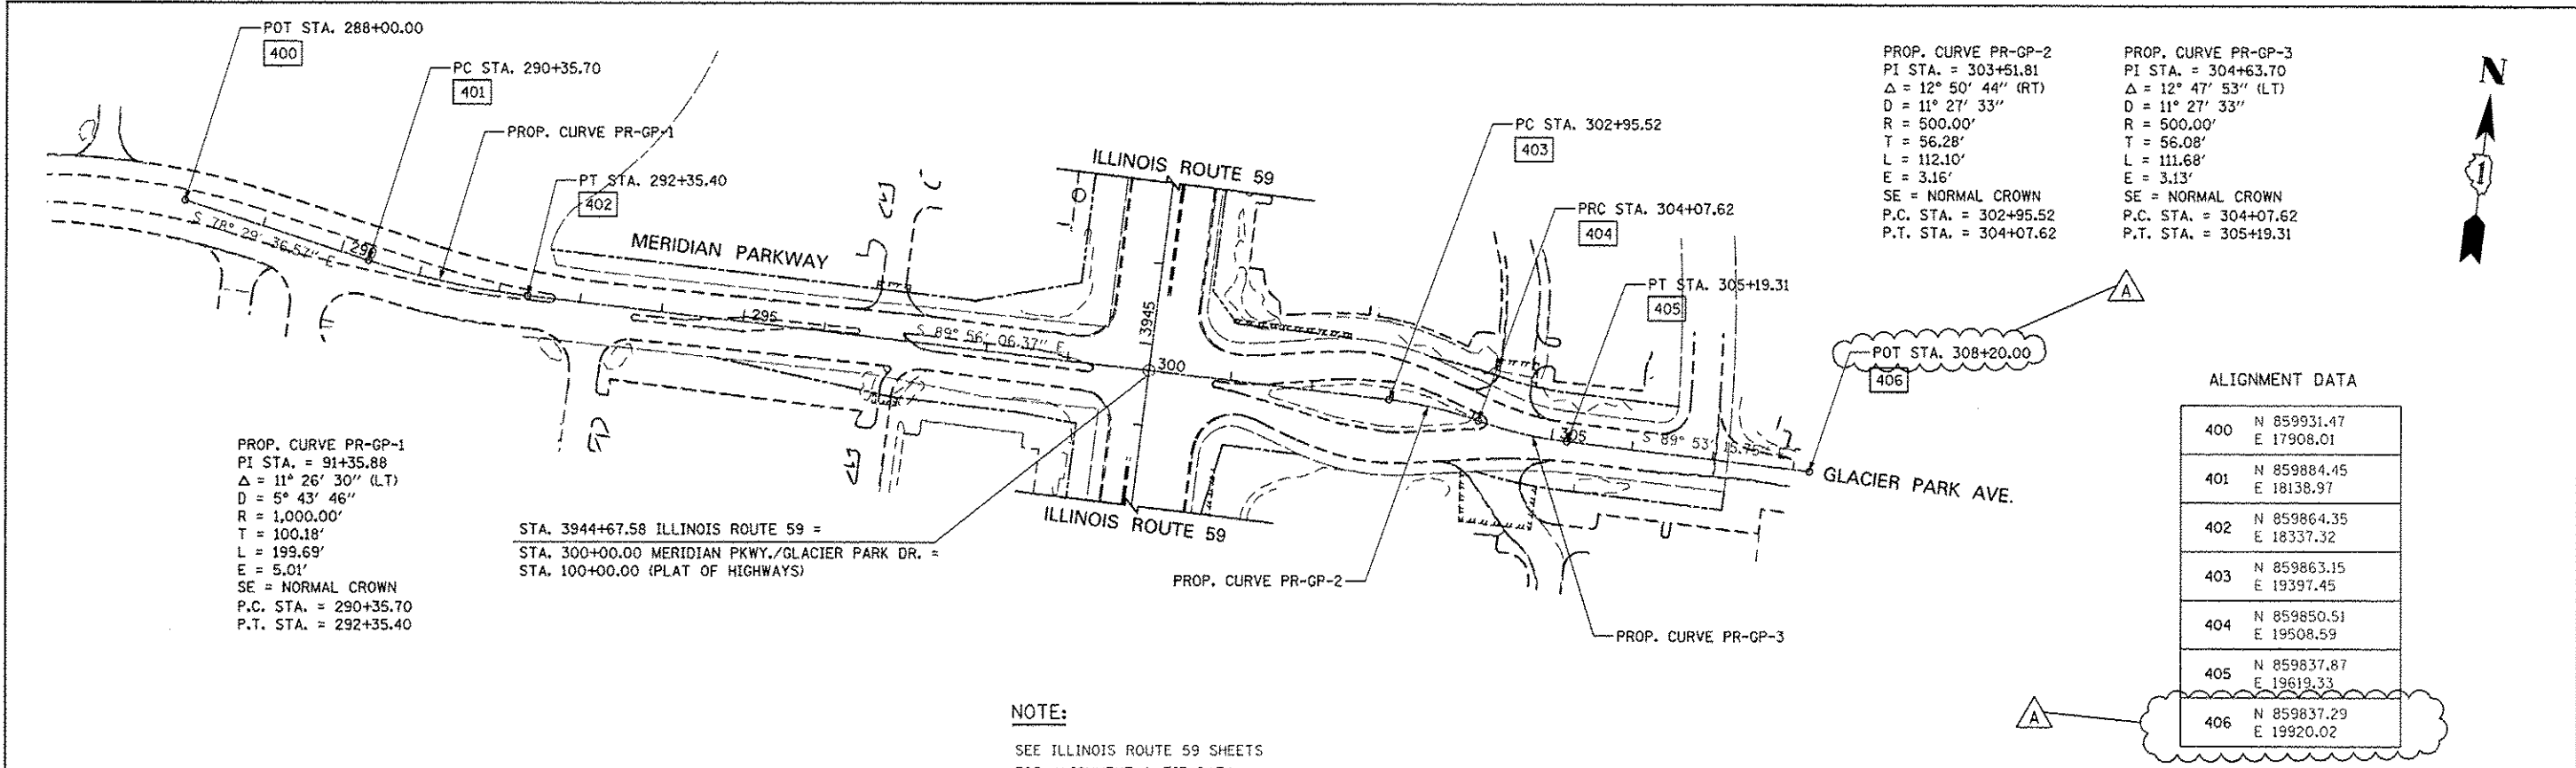 POT STA. 288+00.00
400
PC STA. 290+35.70
401
PROP. CURVE PR-GP-1
PT STA. 292+35.40
402
MERIDIAN PARKWAY
ILLINOIS ROUTE 59
PC STA. 302+95.52
403
PRC STA. 304+07.62
404
PT STA. 305+19.31
405
POT STA. 308+20.00
406
A
PROP. CURVE PR-GP-2
PI STA. = 303+51.81
Δ = 12° 50' 44" (RT)
D = 11° 27' 33"
R = 500.00'
T = 56.28'
L = 112.10'
E = 3.16'
SE = NORMAL CROWN
P.C. STA. = 302+95.52
P.T. STA. = 304+07.62
PROP. CURVE PR-GP-3
PI STA. = 304+63.70
Δ = 12° 47' 53" (LT)
D = 11° 27' 33"
R = 500.00'
T = 56.08'
L = 111.68'
E = 3.13'
SE = NORMAL CROWN
P.C. STA. = 304+07.62
P.T. STA. = 305+19.31
N
1
S 78° 29' 36.57" E
290
295
S 89° 56' 06.37" E
3945
300
305
S 89° 53' 15.75"
GLACIER PARK AVE.
ILLINOIS ROUTE 59
PROP. CURVE PR-GP-1
PI STA. = 91+35.88
Δ = 11° 26' 30" (LT)
D = 5° 43' 46"
R = 1,000.00'
T = 100.18'
L = 199.69'
E = 5.01'
SE = NORMAL CROWN
P.C. STA. = 290+35.70
P.T. STA. = 292+35.40
STA. 3944+67.58 ILLINOIS ROUTE 59 =
STA. 300+00.00 MERIDIAN PKWY./GLACIER PARK DR. =
STA. 100+00.00 (PLAT OF HIGHWAYS)
PROP. CURVE PR-GP-2
PROP. CURVE PR-GP-3
ALIGNMENT DATA
400 N 859931.47
E 17908.01
401 N 859884.45
E 18138.97
402 N 859864.35
E 18337.32
403 N 859863.15
E 19397.45
404 N 859850.51
E 19508.59
405 N 859837.87
E 19619.33
406 N 859837.29
E 19920.02
A
NOTE:
SEE ILLINOIS ROUTE 59 SHEETS